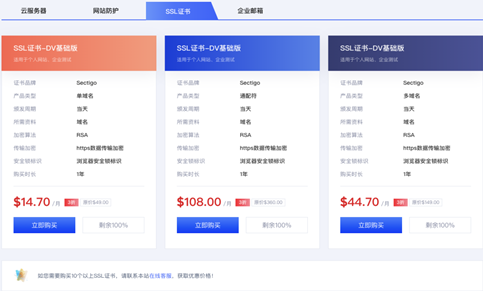 云服务器
网站防护
SSL证书
企业邮箱
SSL证书-DV基础版
适用于个人网站、企业测试
证书品牌 Sectigo
产品类型 单域名
颁发周期 当天
所需资料 域名
加密算法 RSA
传输加密 https数据传输加密
安全锁标识 浏览器安全锁标识
购买时长 1年
$14.70 /月 3折 原价$49.00
立即购买 剩余100%
SSL证书-DV基础版
适用于个人网站、企业测试
证书品牌 Sectigo
产品类型 通配符
颁发周期 当天
所需资料 域名
加密算法 RSA
传输加密 https数据传输加密
安全锁标识 浏览器安全锁标识
购买时长 1年
$108.00 /月 3折 原价$360.00
立即购买 剩余100%
SSL证书-DV基础版
适用于个人网站、企业测试
证书品牌 Sectigo
产品类型 多域名
颁发周期 当天
所需资料 域名
加密算法 RSA
传输加密 https数据传输加密
安全锁标识 浏览器安全锁标识
购买时长 1年
$44.70 /月 3折 原价$149.00
立即购买 剩余100%
如您需要购买10个以上SSL证书，请联系本站在线客服，获取优惠价格！